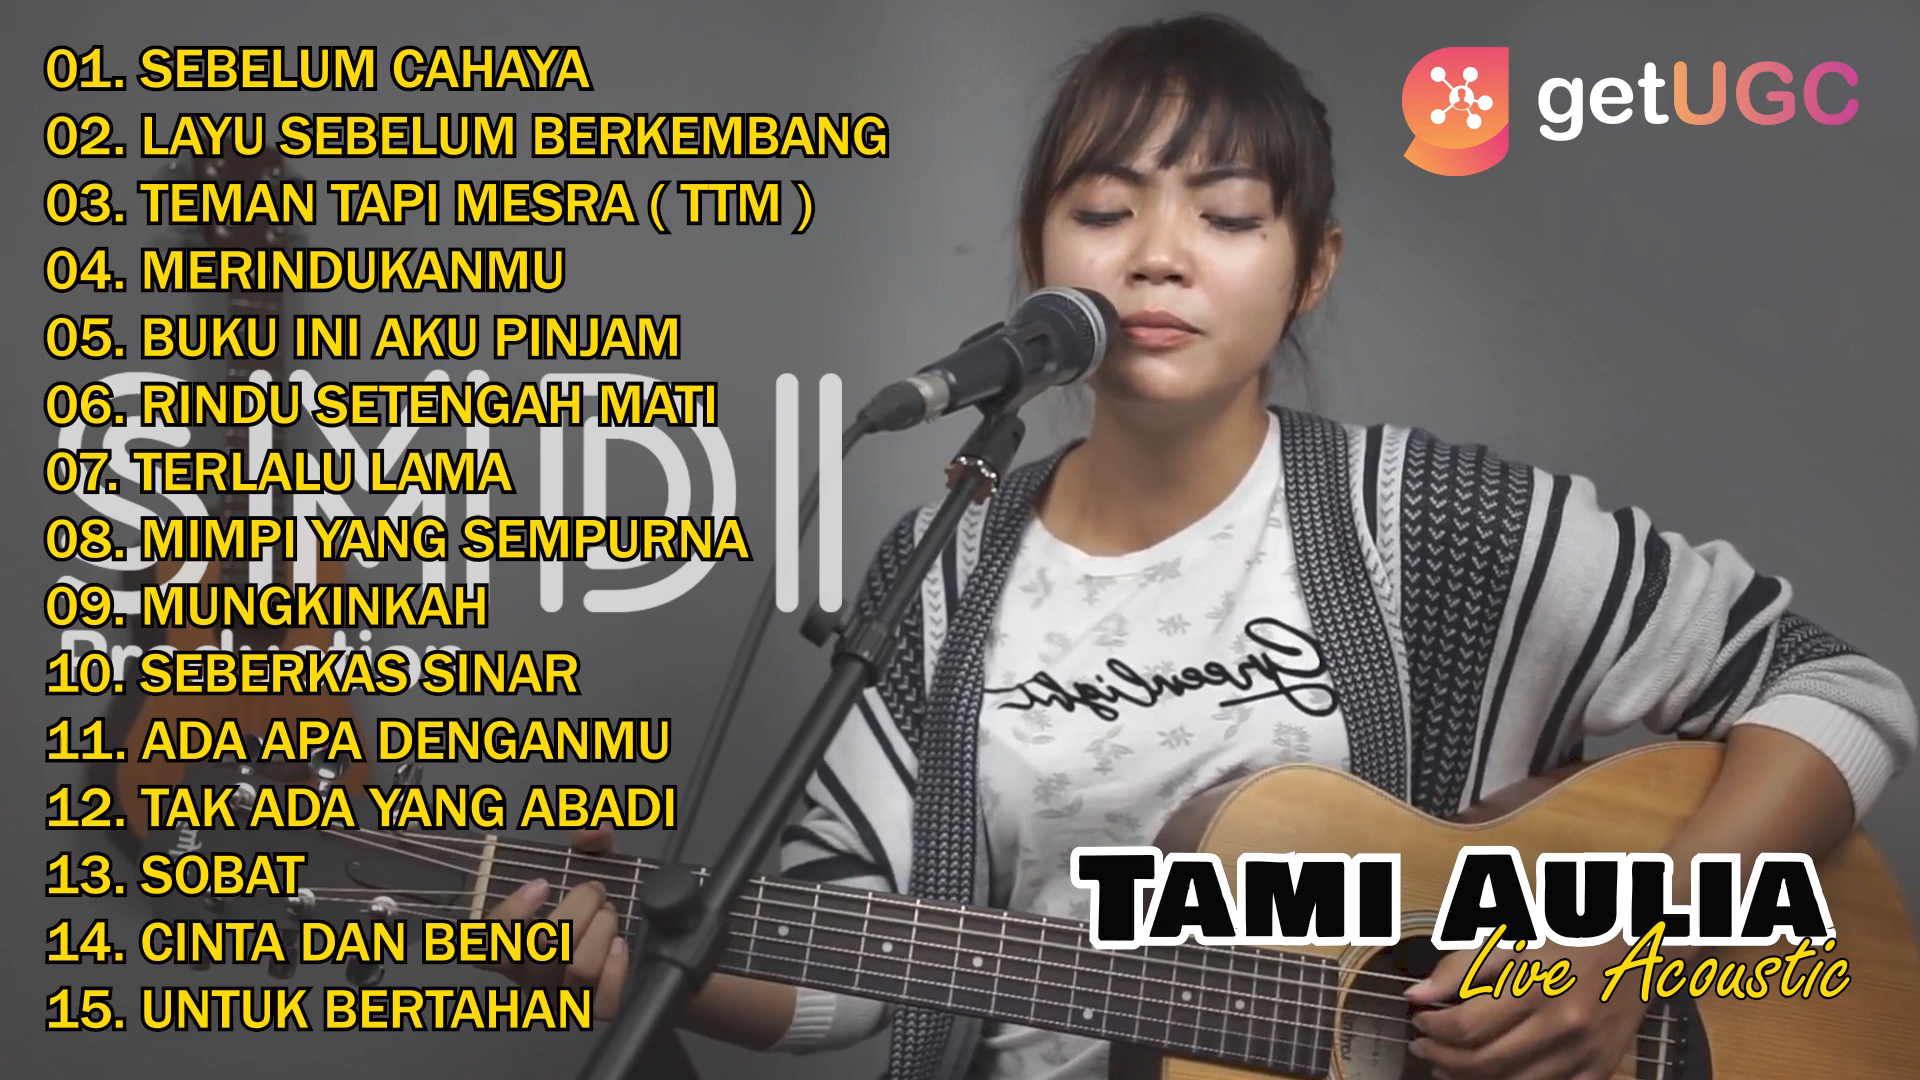 01. SEBELUM CAHAYA
02. LAYU SEBELUM BERKEMBANG
03. TEMAN TAPI MESRA ( TTM )
04. MERINDUKANMU
05. BUKU INI AKU PINJAM
06. RINDU SETENGAH MATI
07. TERLALU LAMA
08. MIMPI YANG SEMPURNA
09. MUNGKINKAH
10. SEBERKAS SINAR
11. ADA APA DENGANMU
12. TAK ADA YANG ABADI
13. SOBAT
14. CINTA DAN BENCI
15. UNTUK BERTAHAN
SMDI
Production
getUGC
Greenlight
TAMI AULIA
Live Acoustic